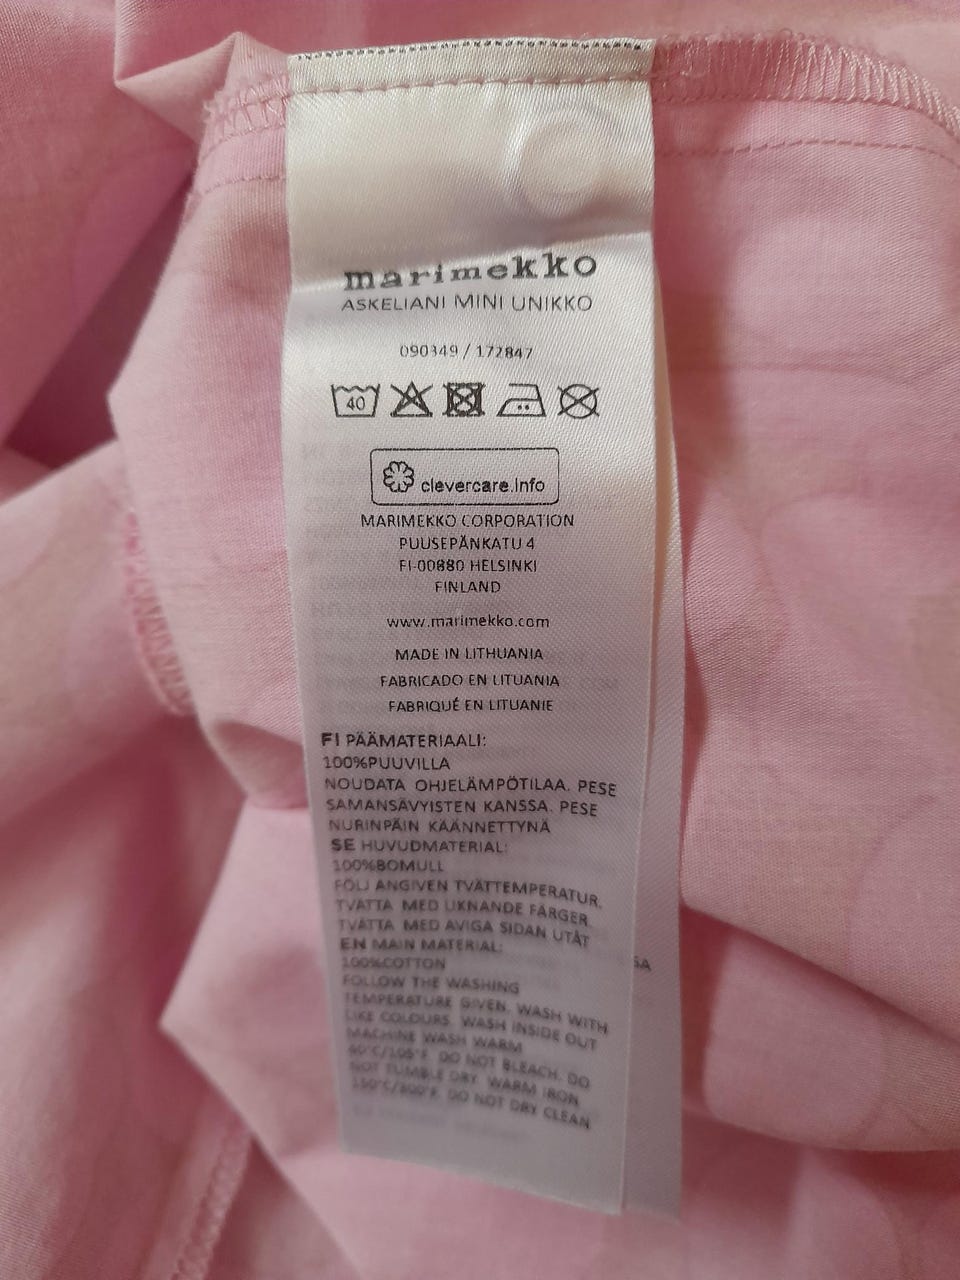 marimekko
ASKELIANI MINI UNIKKO
090349 / 172847
40
clevercare.info
MARIMEKKO CORPORATION
PUUSEPÄNKATU 4
FI-00880 HELSINKI
FINLAND
www.marimekko.com
MADE IN LITHUANIA
FABRICADO EN LITUANIA
FABRIQUÉ EN LITUANIE
FI PÄÄMATERIAALI:
100%PUUVILLA
NOUDATA OHJELÄMPÖTILAA. PESE
SAMANSÄVYISTEN KANSSA. PESE
NURINPÄIN KÄÄNNETTYNÄ
SE HUVUDMATERIAL:
100%BOMULL
FÖLJ ANGIVEN TVÄTTEMPERATUR.
TVÄTTA MED LIKNANDE FÄRGER.
TVÄTTA MED AVIGA SIDAN UTÅT
EN MAIN MATERIAL:
100%COTTON
FOLLOW THE WASHING
TEMPERATURE GIVEN. WASH WITH
LIKE COLOURS. WASH INSIDE OUT
MACHINE WASH WARM
40°C/105°F. DO NOT BLEACH. DO
NOT TUMBLE DRY. WARM IRON
150°C/300°F. DO NOT DRY CLEAN
SA